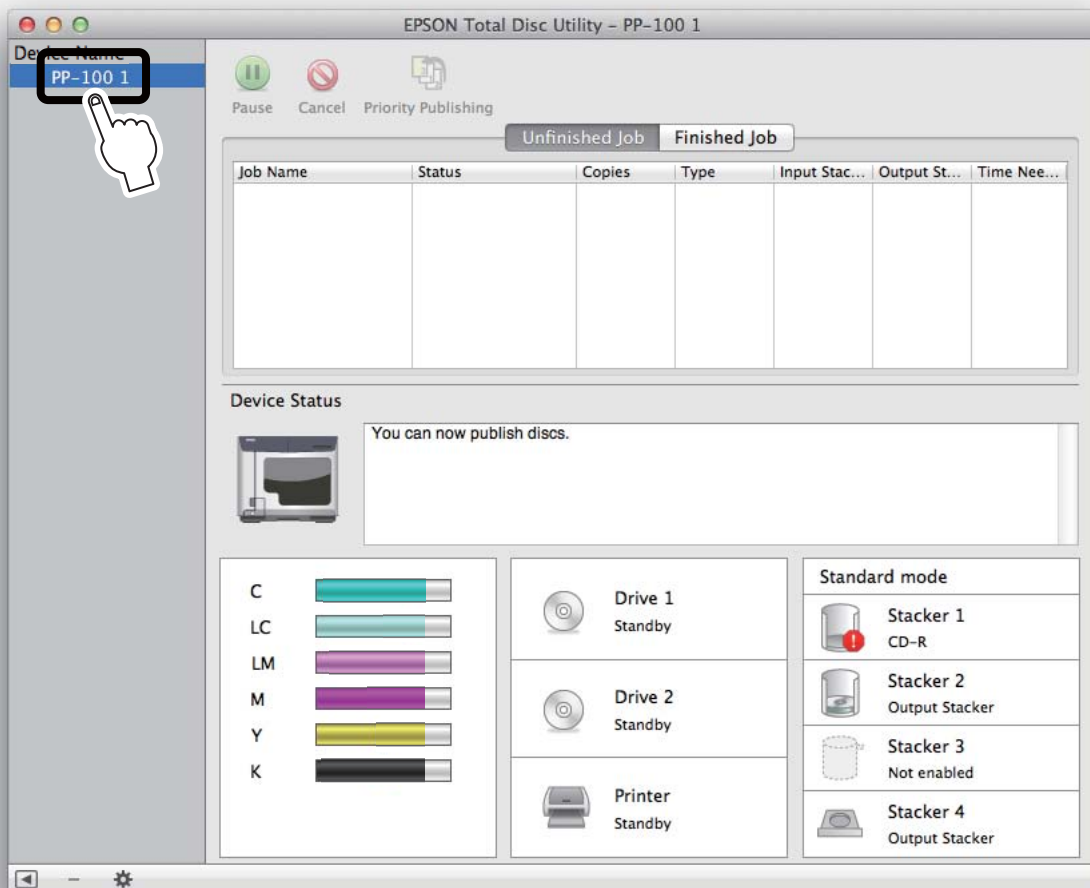 EPSON Total Disc Utility – PP-100 1
Device Name
PP-100 1
Pause Cancel Priority Publishing
Unfinished Job Finished Job
Job Name Status Copies Type Input Stac... Output St... Time Nee...
Device Status
You can now publish discs.
C
LC
LM
M
Y
K
Drive 1
Standby
Drive 2
Standby
Printer
Standby
Standard mode
Stacker 1
CD-R
Stacker 2
Output Stacker
Stacker 3
Not enabled
Stacker 4
Output Stacker